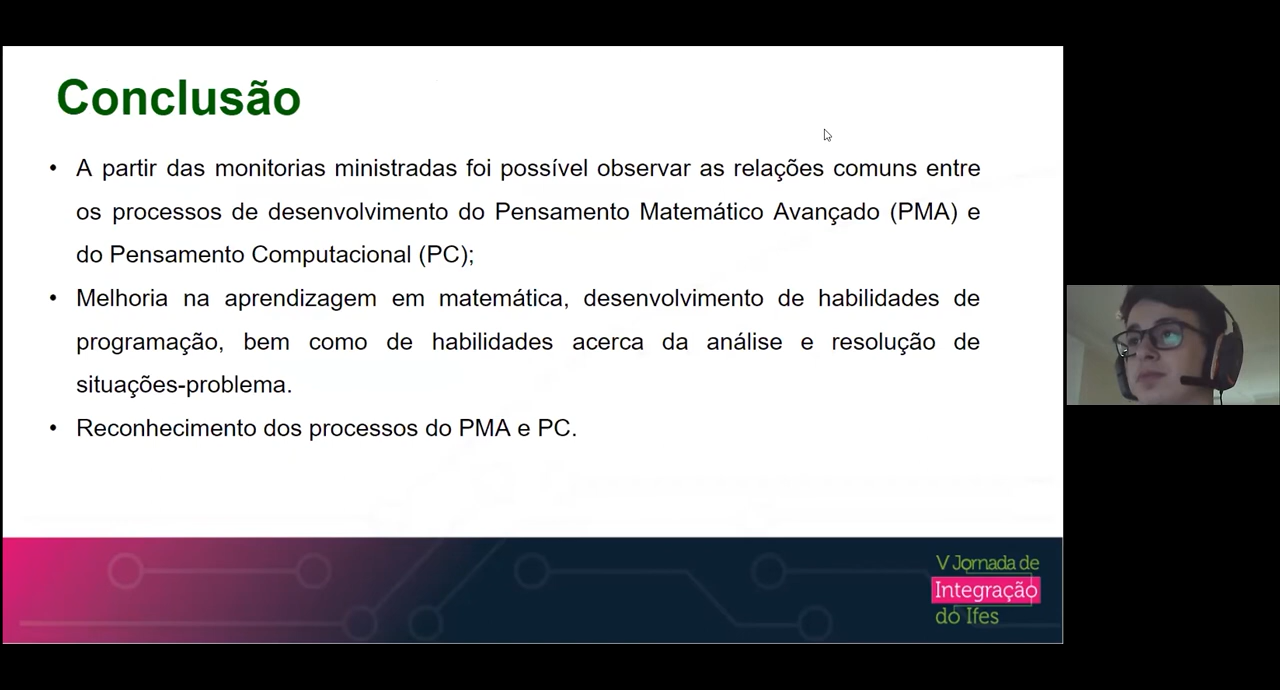 Conclusão
• A partir das monitorias ministradas foi possível observar as relações comuns entre
os processos de desenvolvimento do Pensamento Matemático Avançado (PMA) e
do Pensamento Computacional (PC);
• Melhoria na aprendizagem em matemática, desenvolvimento de habilidades de
programação, bem como de habilidades acerca da análise e resolução de
situações-problema.
• Reconhecimento dos processos do PMA e PC.
V Jornada de
Integração
do Ifes